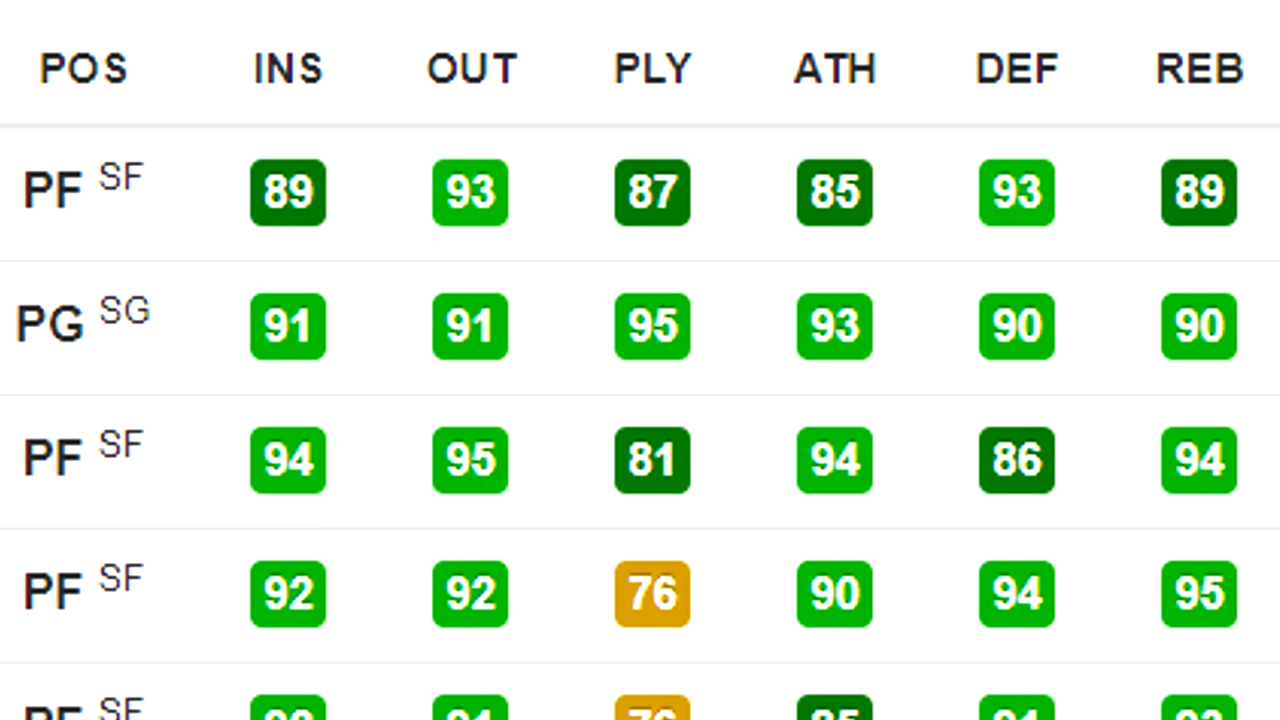 POS INS OUT PLY ATH DEF REB
PF SF 89 93 87 85 93 89
PG SG 91 91 95 93 90 90
PF SF 94 95 81 94 86 94
PF SF 92 92 76 90 94 95
PF SF